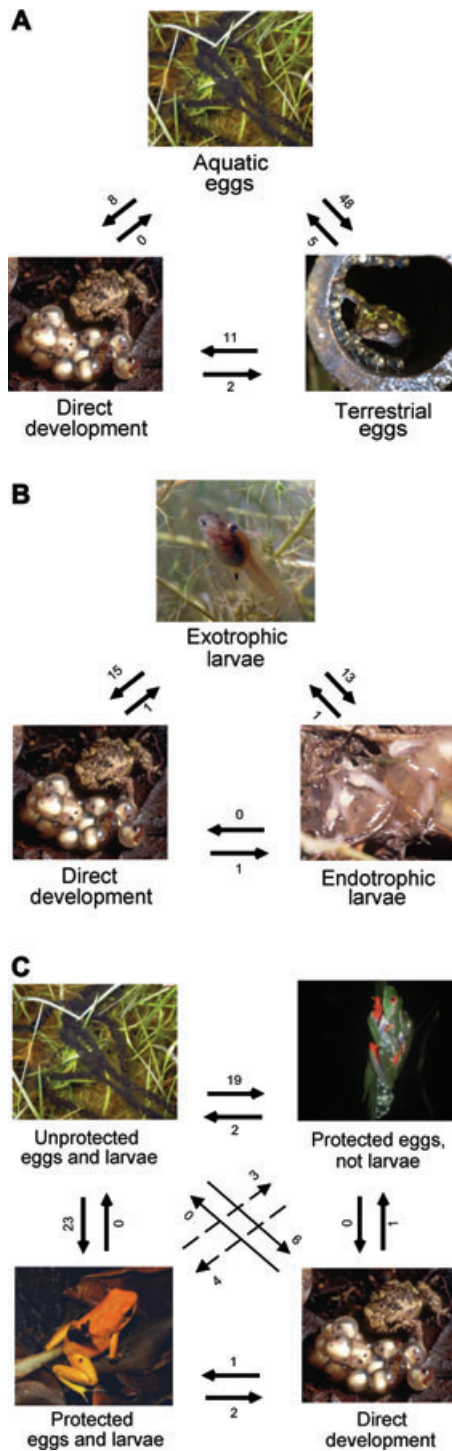 A
Aquatic
eggs
8
0
48
5
11
2
Direct
development
Terrestrial
eggs
B
Exotrophic
larvae
15
1
13
1
0
1
Direct
development
Endotrophic
larvae
C
19
2
Unprotected
eggs and larvae
Protected eggs,
not larvae
23
0
0
3
4
8
0
1
1
2
Protected
eggs and larvae
Direct
development